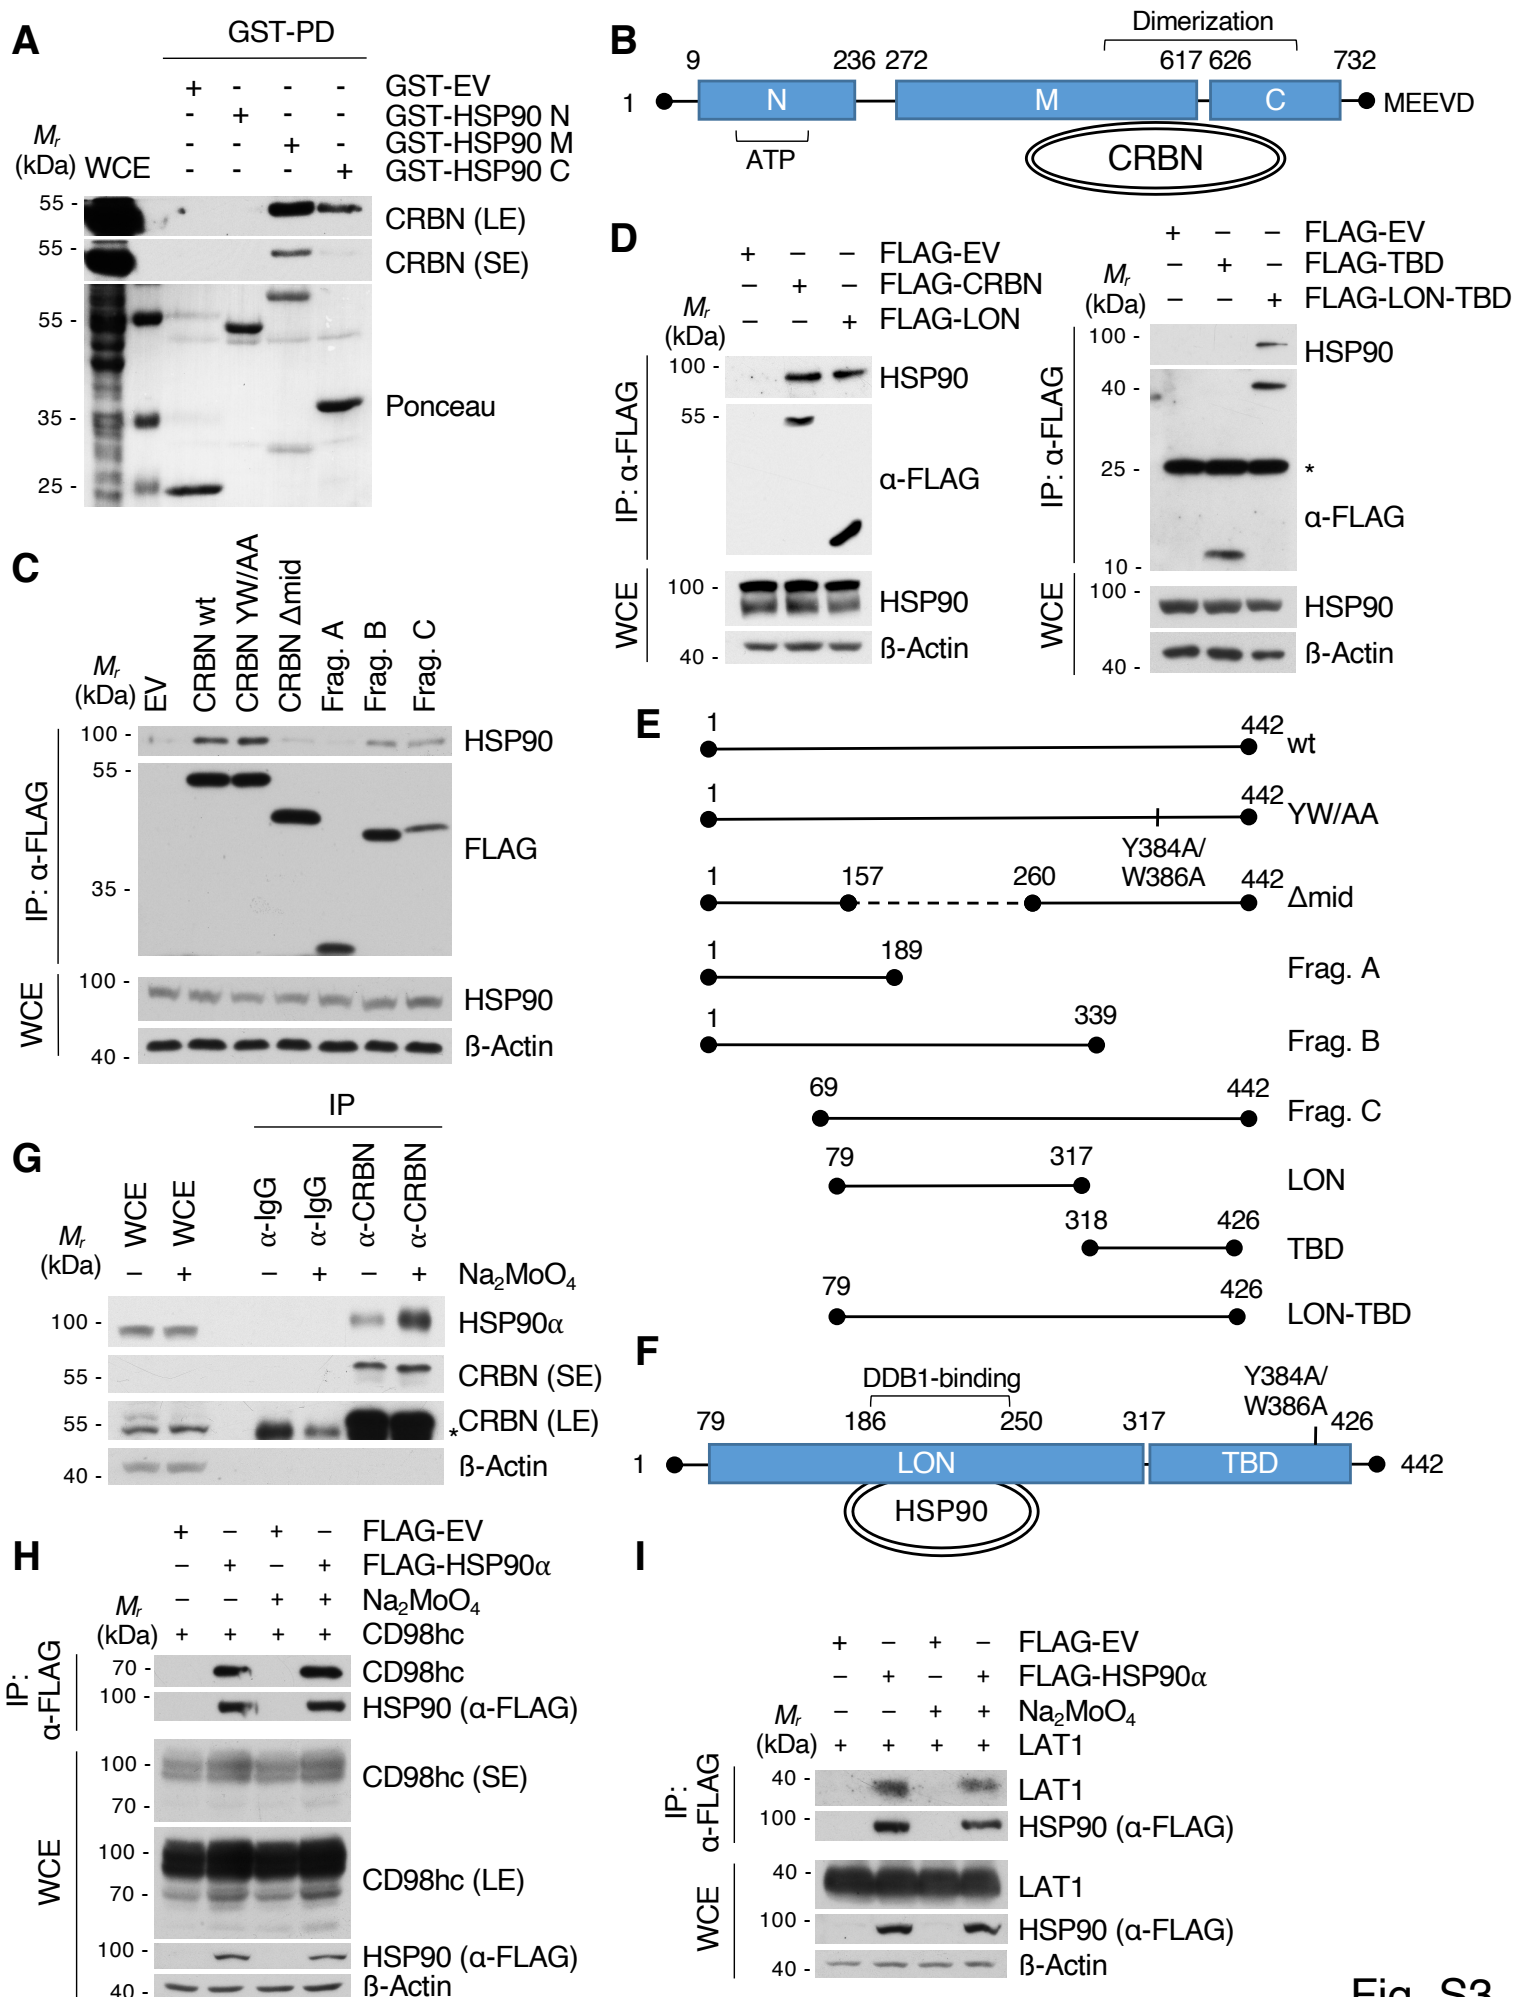 A
GST-PD
+ - - - GST-EV
- + - - GST-HSP90 N
- - + - GST-HSP90 M
- - - + GST-HSP90 C
Mr
(kDa) WCE
55 - CRBN (LE)
55 - CRBN (SE)
55 -
Ponceau
35 -
25 -
B
Dimerization
9 236 272 617 626 732
1 N M C MEEVD
ATP
CRBN
C
Mr
(kDa)
EV
CRBN wt
CRBN YW/AA
CRBN Δmid
Frag. A
Frag. B
Frag. C
IP: α-FLAG
100 - HSP90
55 -
FLAG
35 -
WCE
100 - HSP90
40 - ß-Actin
D
+ – – FLAG-EV
– + – FLAG-CRBN
– – + FLAG-LON
Mr
(kDa)
IP: α-FLAG
100 - HSP90
55 -
α-FLAG
WCE
100 - HSP90
40 - ß-Actin
+ – – FLAG-EV
– + – FLAG-TBD
– – + FLAG-LON-TBD
Mr
(kDa)
IP: α-FLAG
100 - HSP90
40 -
25 - *
α-FLAG
10 -
WCE
100 - HSP90
40 - ß-Actin
E
1 442 wt
1 442 YW/AA
Y384A/
W386A
1 157 260 442 Δmid
1 189 Frag. A
1 339 Frag. B
69 442 Frag. C
79 317 LON
318 426 TBD
79 426 LON-TBD
F
DDB1-binding
Y384A/
W386A
79 186 250 317 426
1 LON TBD 442
HSP90
G
IP
Mr
(kDa)
WCE
WCE
α-IgG
α-IgG
α-CRBN
α-CRBN
– + – + – + Na2MoO4
100 - HSP90α
55 - CRBN (SE)
55 - *CRBN (LE)
40 - ß-Actin
H
+ – + – FLAG-EV
– + – + FLAG-HSP90α
– – + + Na2MoO4
Mr
(kDa) + + + + CD98hc
IP:
α-FLAG
70 - CD98hc
100 - HSP90 (α-FLAG)
WCE
100 - CD98hc (SE)
70 -
100 - CD98hc (LE)
70 -
100 - HSP90 (α-FLAG)
40 - ß-Actin
I
+ – + – FLAG-EV
– + – + FLAG-HSP90α
– – + + Na2MoO4
Mr
(kDa) + + + + LAT1
IP:
α-FLAG
40 - LAT1
100 - HSP90 (α-FLAG)
WCE
40 - LAT1
100 - HSP90 (α-FLAG)
40 - ß-Actin
Fig. S3